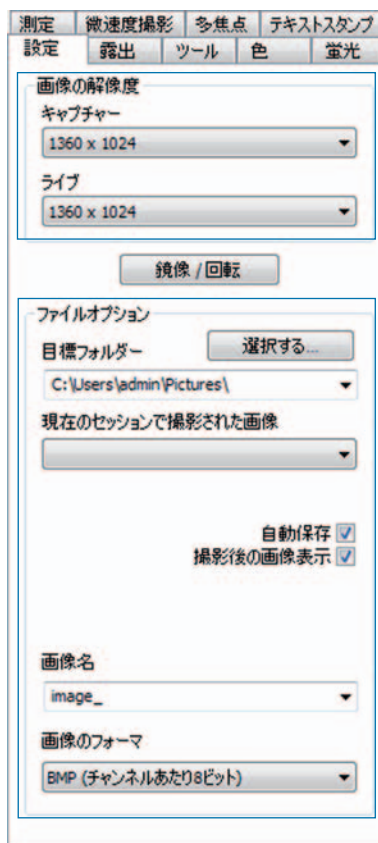 測定 微速度撮影 多焦点 テキストスタンプ
設定 露出 ツール 色 蛍光
画像の解像度
キャプチャー
1360 x 1024
ライブ
1360 x 1024
鏡像 / 回転
ファイルオプション
目標フォルダー 選択する...
C:\Users\admin\Pictures\
現在のセッションで撮影された画像
自動保存
撮影後の画像表示
画像名
image_
画像のフォーマ
BMP (チャンネルあたり8ビット)